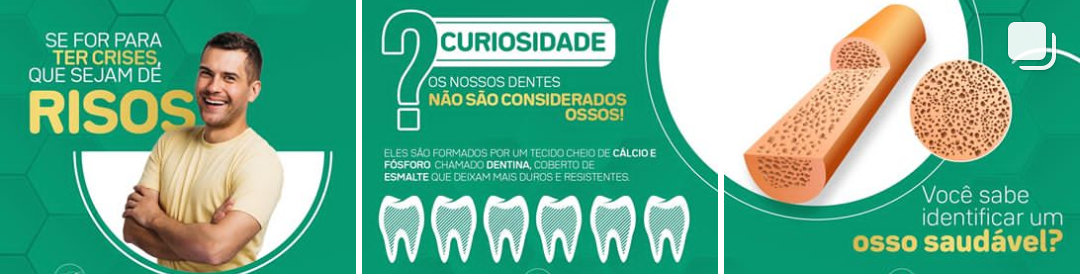 SE FOR PARA
TER CRISES,
QUE SEJAM DE
RISOS
?
CURIOSIDADE
OS NOSSOS DENTES
NÃO SÃO CONSIDERADOS
OSSOS!
ELES SÃO FORMADOS POR UM TECIDO CHEIO DE CÁLCIO E
FÓSFORO CHAMADO DENTINA, COBERTO DE
ESMALTE QUE DEIXAM MAIS DUROS E RESISTENTES.
Você sabe
identificar um
osso saudável?